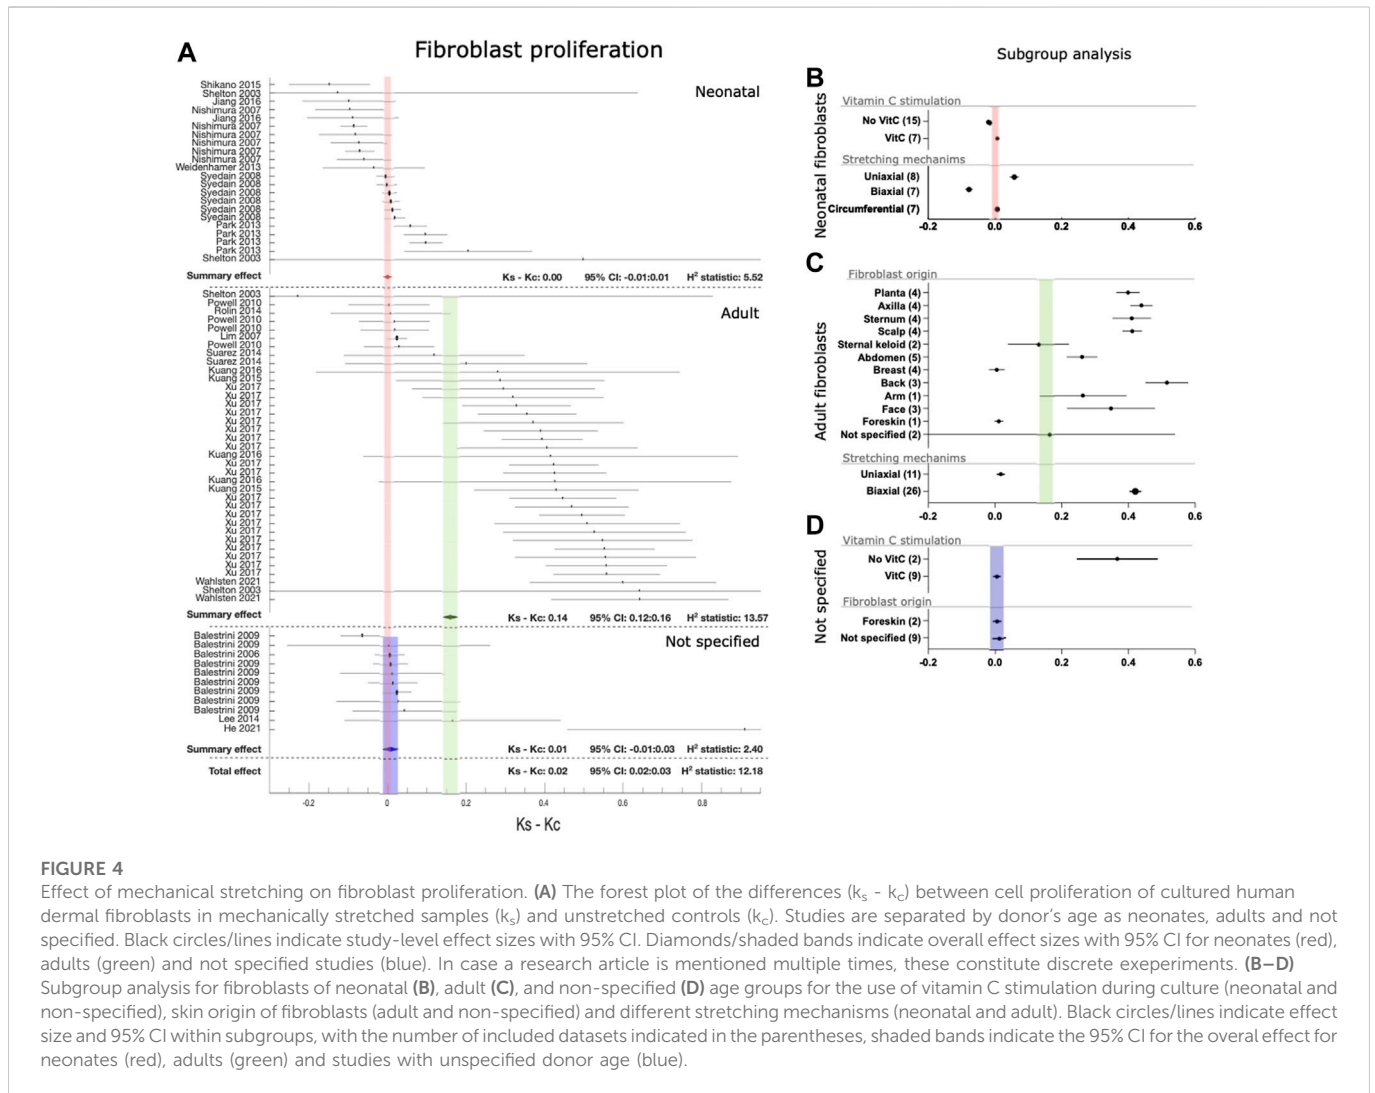 A
Fibroblast proliferation
Neonatal
Shikano 2015
Shelton 2003
Jiang 2016
Nishimura 2007
Jiang 2016
Nishimura 2007
Nishimura 2007
Nishimura 2007
Nishimura 2007
Nishimura 2007
Weidenhamer 2013
Syedain 2008
Syedain 2008
Syedain 2008
Syedain 2008
Syedain 2008
Syedain 2008
Park 2013
Park 2013
Park 2013
Park 2013
Shelton 2003
Summary effect Ks - Kc: 0.00 95% CI: -0.01:0.01 H² statistic: 5.52
Adult
Shelton 2003
Powell 2010
Rolin 2014
Powell 2010
Powell 2010
Lim 2007
Powell 2010
Suarez 2014
Suarez 2014
Kuang 2016
Kuang 2015
Xu 2017
Xu 2017
Xu 2017
Xu 2017
Xu 2017
Xu 2017
Xu 2017
Xu 2017
Kuang 2016
Xu 2017
Xu 2017
Kuang 2016
Kuang 2015
Xu 2017
Xu 2017
Xu 2017
Xu 2017
Xu 2017
Xu 2017
Xu 2017
Xu 2017
Xu 2017
Xu 2017
Wahlsten 2021
Shelton 2003
Wahlsten 2021
Summary effect Ks - Kc: 0.14 95% CI: 0.12:0.16 H² statistic: 13.57
Not specified
Balestrini 2009
Balestrini 2009
Balestrini 2006
Balestrini 2009
Balestrini 2009
Balestrini 2009
Balestrini 2009
Balestrini 2009
Balestrini 2009
Lee 2014
He 2021
Summary effect Ks - Kc: 0.01 95% CI: -0.01:0.03 H² statistic: 2.40
Total effect Ks - Kc: 0.02 95% CI: 0.02:0.03 H² statistic: 12.18
-0.2 0 0.2 0.4 0.6 0.8
Ks - Kc
Subgroup analysis
B
Neonatal fibroblasts
Vitamin C stimulation
No VitC (15)
VitC (7)
Stretching mechanims
Uniaxial (8)
Biaxial (7)
Circumferential (7)
-0.2 0.0 0.2 0.4 0.6
C
Adult fibroblasts
Fibroblast origin
Planta (4)
Axilla (4)
Sternum (4)
Scalp (4)
Sternal keloid (2)
Abdomen (5)
Breast (4)
Back (3)
Arm (1)
Face (3)
Foreskin (1)
Not specified (2)
Stretching mechanims
Uniaxial (11)
Biaxial (26)
-0.2 0.0 0.2 0.4 0.6
D
Not specified
Vitamin C stimulation
No VitC (2)
VitC (9)
Fibroblast origin
Foreskin (2)
Not specified (9)
-0.2 0.0 0.2 0.4 0.6
FIGURE 4
Effect of mechanical stretching on fibroblast proliferation. (A) The forest plot of the differences (ks - kc) between cell proliferation of cultured human
dermal fibroblasts in mechanically stretched samples (ks) and unstretched controls (kc). Studies are separated by donor's age as neonates, adults and not
specified. Black circles/lines indicate study-level effect sizes with 95% CI. Diamonds/shaded bands indicate overall effect sizes with 95% CI for neonates (red),
adults (green) and not specified studies (blue). In case a research article is mentioned multiple times, these constitute discrete exeperiments. (B–D)
Subgroup analysis for fibroblasts of neonatal (B), adult (C), and non-specified (D) age groups for the use of vitamin C stimulation during culture (neonatal and
non-specified), skin origin of fibroblasts (adult and non-specified) and different stretching mechanisms (neonatal and adult). Black circles/lines indicate effect
size and 95% CI within subgroups, with the number of included datasets indicated in the parentheses, shaded bands indicate the 95% CI for the overal effect for
neonates (red), adults (green) and studies with unspecified donor age (blue).